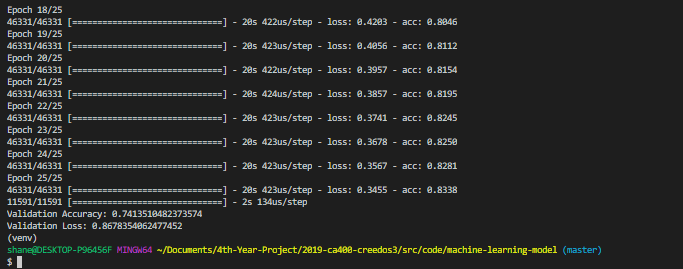 Epoch 18/25
46331/46331 [==============================] - 20s 422us/step - loss: 0.4203 - acc: 0.8046
Epoch 19/25
46331/46331 [==============================] - 20s 423us/step - loss: 0.4056 - acc: 0.8112
Epoch 20/25
46331/46331 [==============================] - 20s 422us/step - loss: 0.3957 - acc: 0.8154
Epoch 21/25
46331/46331 [==============================] - 20s 424us/step - loss: 0.3857 - acc: 0.8195
Epoch 22/25
46331/46331 [==============================] - 20s 423us/step - loss: 0.3741 - acc: 0.8245
Epoch 23/25
46331/46331 [==============================] - 20s 423us/step - loss: 0.3678 - acc: 0.8250
Epoch 24/25
46331/46331 [==============================] - 20s 423us/step - loss: 0.3567 - acc: 0.8281
Epoch 25/25
46331/46331 [==============================] - 20s 423us/step - loss: 0.3455 - acc: 0.8338
11591/11591 [==============================] - 2s 134us/step
Validation Accuracy: 0.7413510482373574
Validation Loss: 0.8678354062477452
(venv)
shane@DESKTOP-P96456F MINGW64 ~/Documents/4th-Year-Project/2019-ca400-creedos3/src/code/machine-learning-model (master)
$